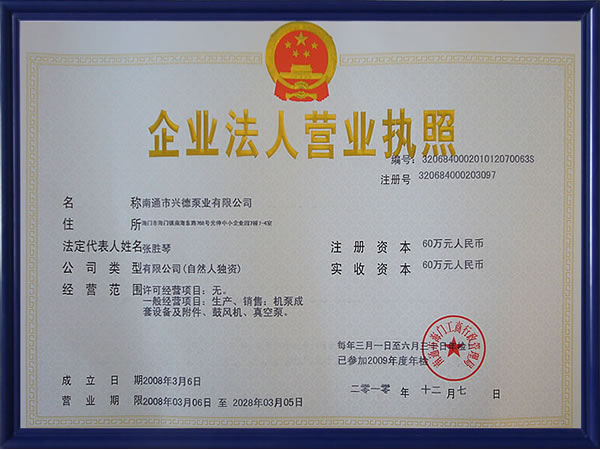 企业法人营业执照
编号: 320684000201012070063S
注册号 320684000203097
名 称 南通市兴德泵业有限公司
住 所
法定代表人姓名 张胜琴
注 册 资 本 60万元人民币
公 司 类 型 有限公司(自然人独资)
实 收 资 本 60万元人民币
经 营 范 围 许可经营项目：无。
一般经营项目：生产、销售：机泵成
套设备及附件、鼓风机、真空泵。
每年三月一日至六月三十日年检
已参加2009年度年检
成 立 日 期 2008年3月6日
二〇一〇 年 十二 月 七 日
营 业 期 限 2008年03月06日 至 2028年03月05日